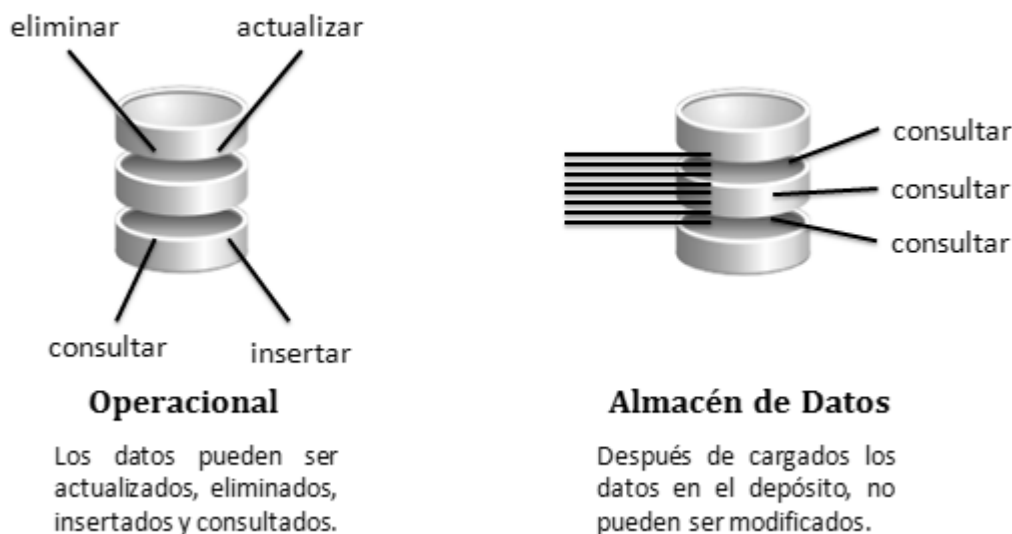 eliminar
actualizar
consultar
insertar
Operacional
Los datos pueden ser
actualizados, eliminados,
insertados y consultados.
consultar
consultar
consultar
Almacén de Datos
Después de cargados los
datos en el depósito, no
pueden ser modificados.